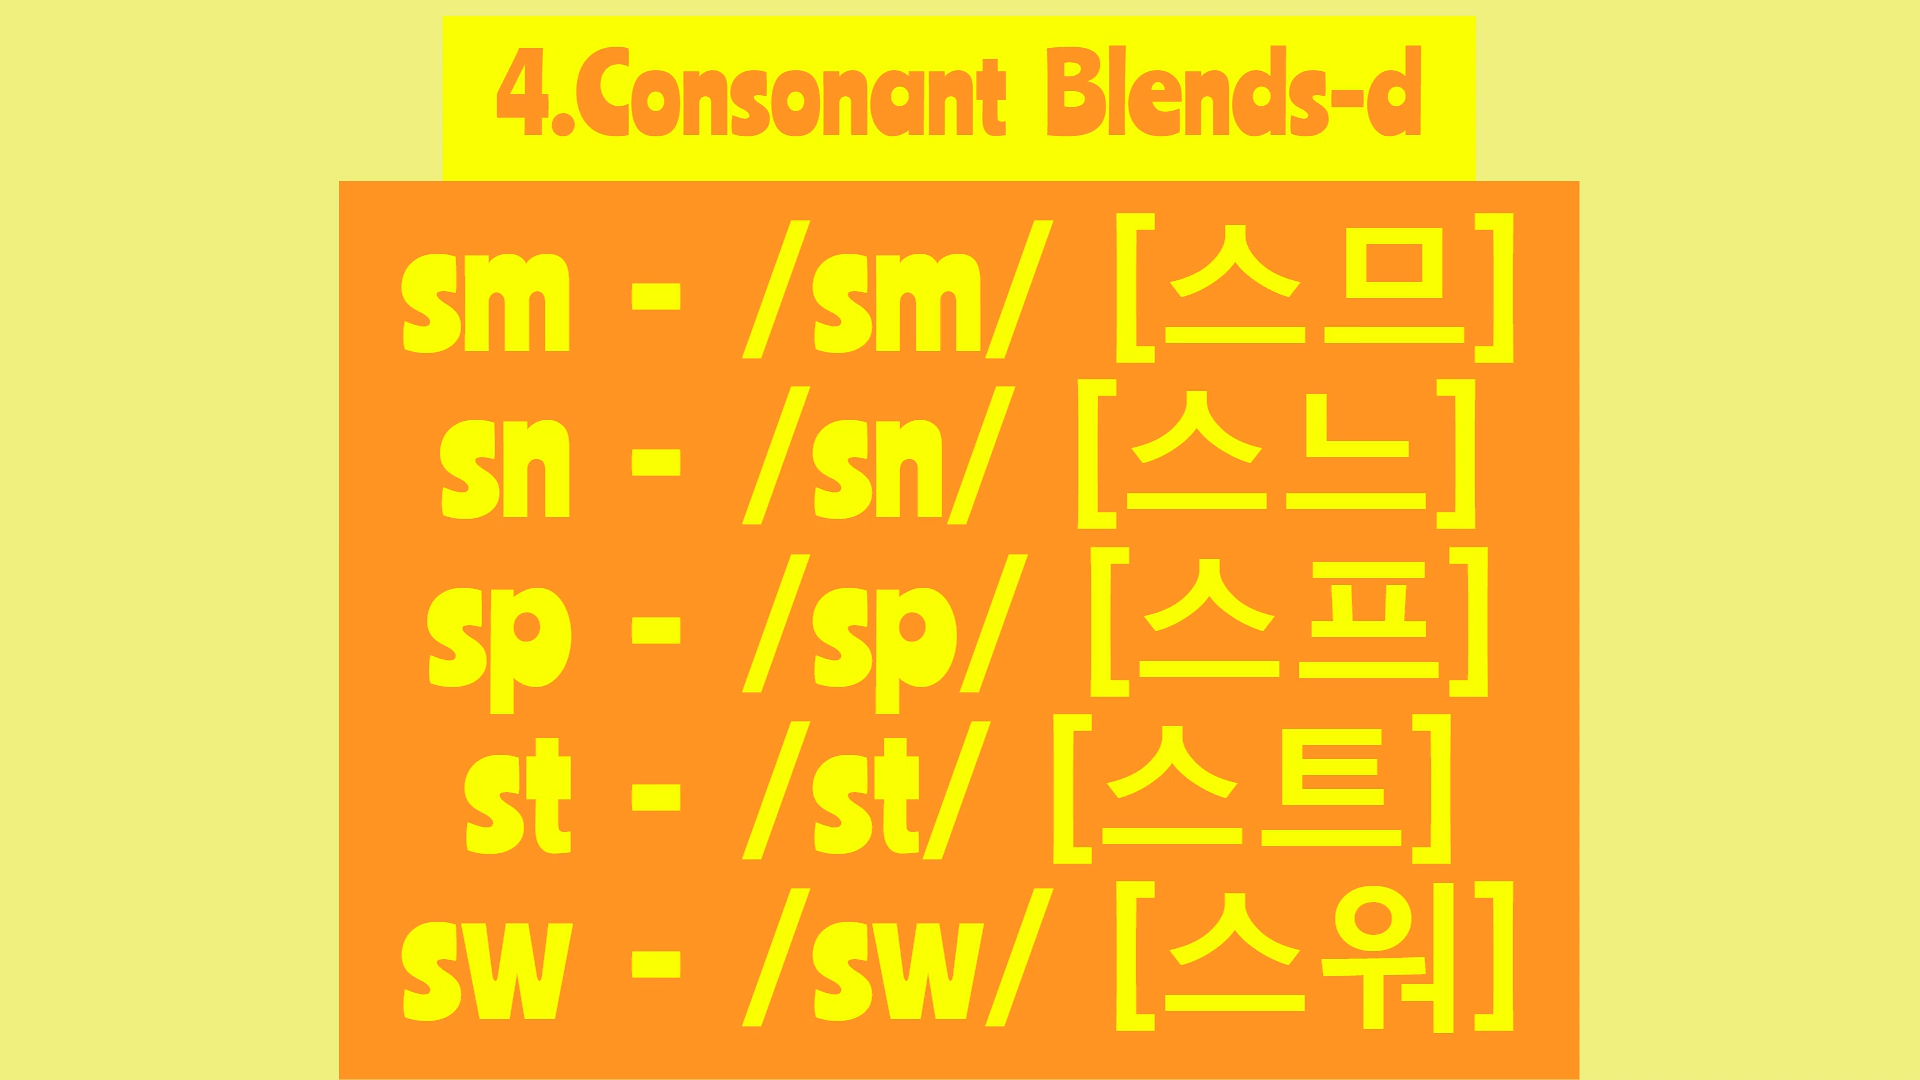 4.Consonant Blends-d
sm - /sm/ [스므]
sn - /sn/ [스느]
sp - /sp/ [스프]
st - /st/ [스트]
sw - /sw/ [스워]